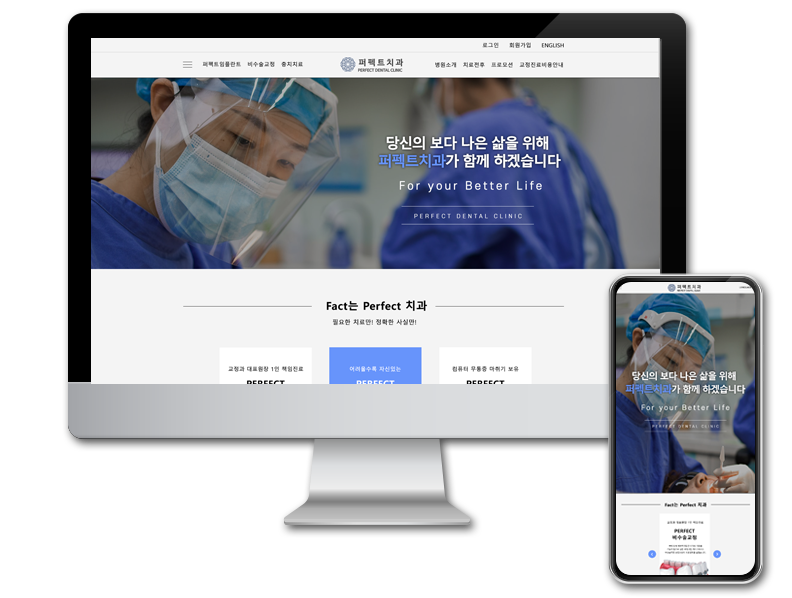 로그인 회원가입 ENGLISH
퍼펙트임플란트 비수술교정 충치치료
퍼펙트치과
PERFECT DENTAL CLINIC
병원소개 치료전후 프로모션 교정진료비용안내
당신의 보다 나은 삶을 위해
퍼펙트치과가 함께 하겠습니다
For your Better Life
PERFECT DENTAL CLINIC
Fact는 Perfect 치과
필요한 치료만! 정확한 사실만!
교정과 대표원장 1인 책임진료
PERFECT
어려울수록 자신있는
PERFECT
컴퓨터 무통증 마취기 보유
PERFECT
퍼펙트치과
당신의 보다 나은 삶을 위해
퍼펙트치과가 함께 하겠습니다
For your Better Life
PERFECT DENTAL CLINIC
Fact는 Perfect 치과
PERFECT
비수술교정